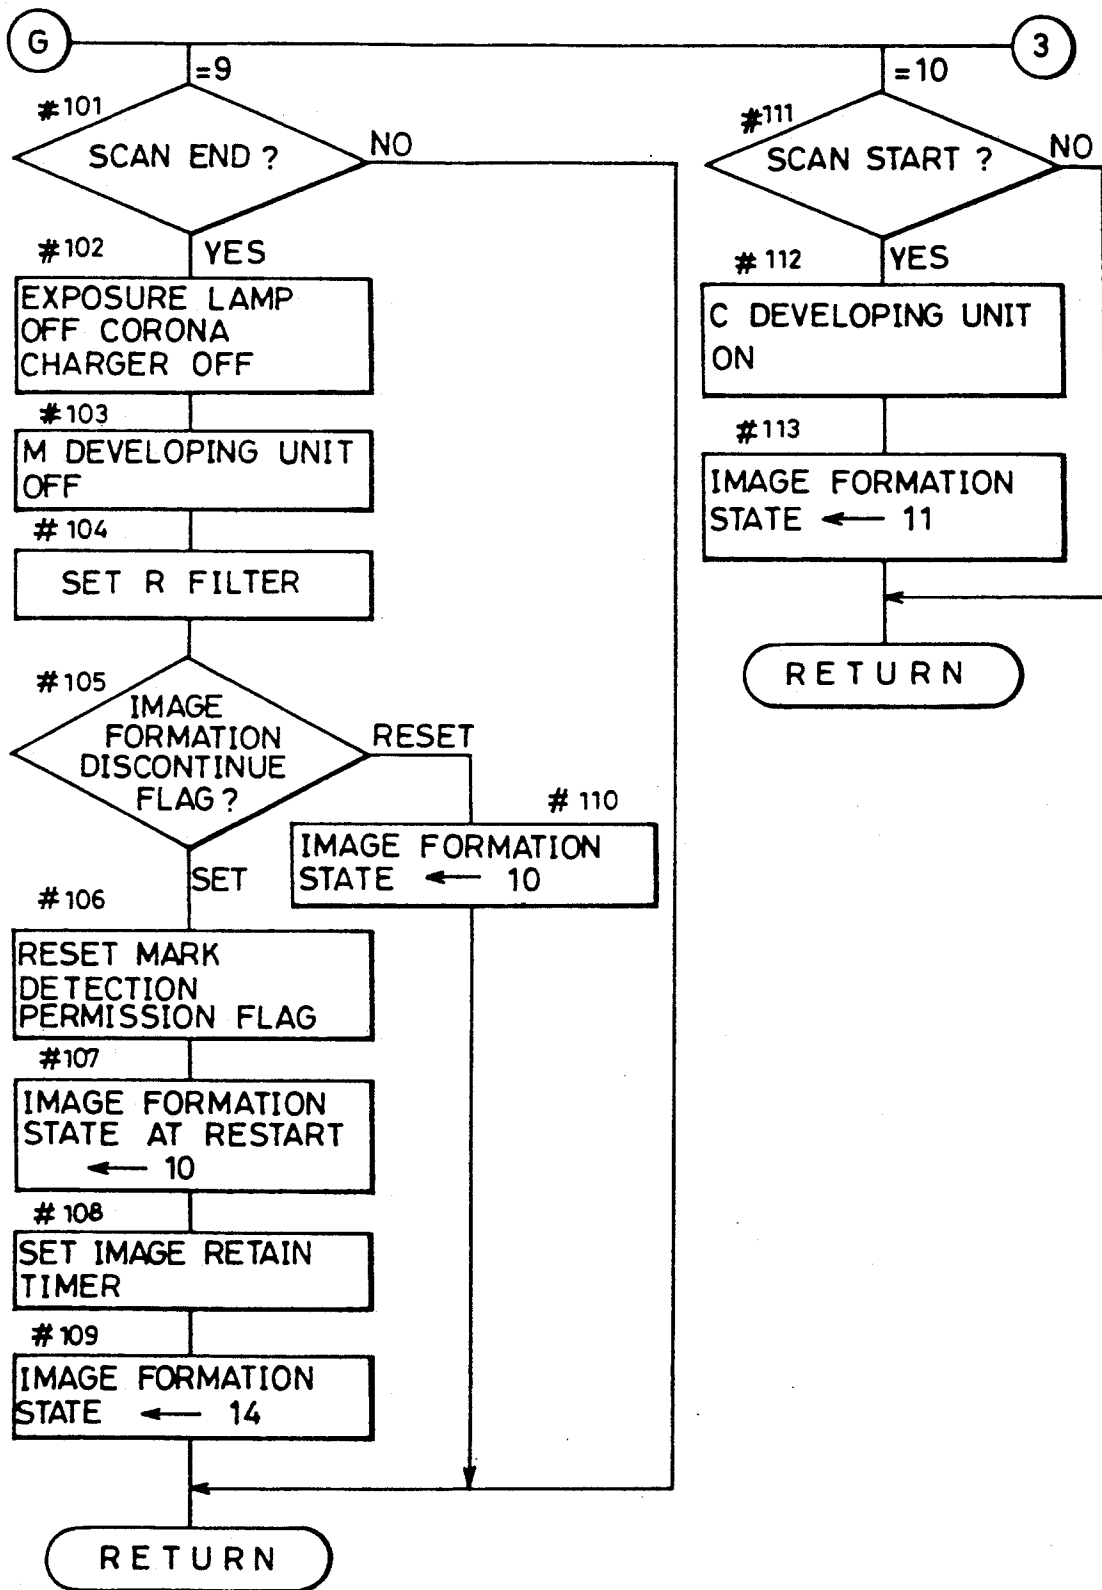 G
3
=9
=10
#101
SCAN END ?
NO
#111
SCAN START ?
NO
#102
YES
EXPOSURE LAMP
OFF CORONA
CHARGER OFF
#112
YES
C DEVELOPING UNIT
ON
#103
M DEVELOPING UNIT
OFF
#113
IMAGE FORMATION
STATE ← 11
#104
SET R FILTER
RETURN
#105
IMAGE
FORMATION
DISCONTINUE
FLAG ?
RESET
#110
IMAGE FORMATION
STATE ← 10
SET
#106
RESET MARK
DETECTION
PERMISSION FLAG
#107
IMAGE FORMATION
STATE AT RESTART
← 10
#108
SET IMAGE RETAIN
TIMER
#109
IMAGE FORMATION
STATE ← 14
RETURN